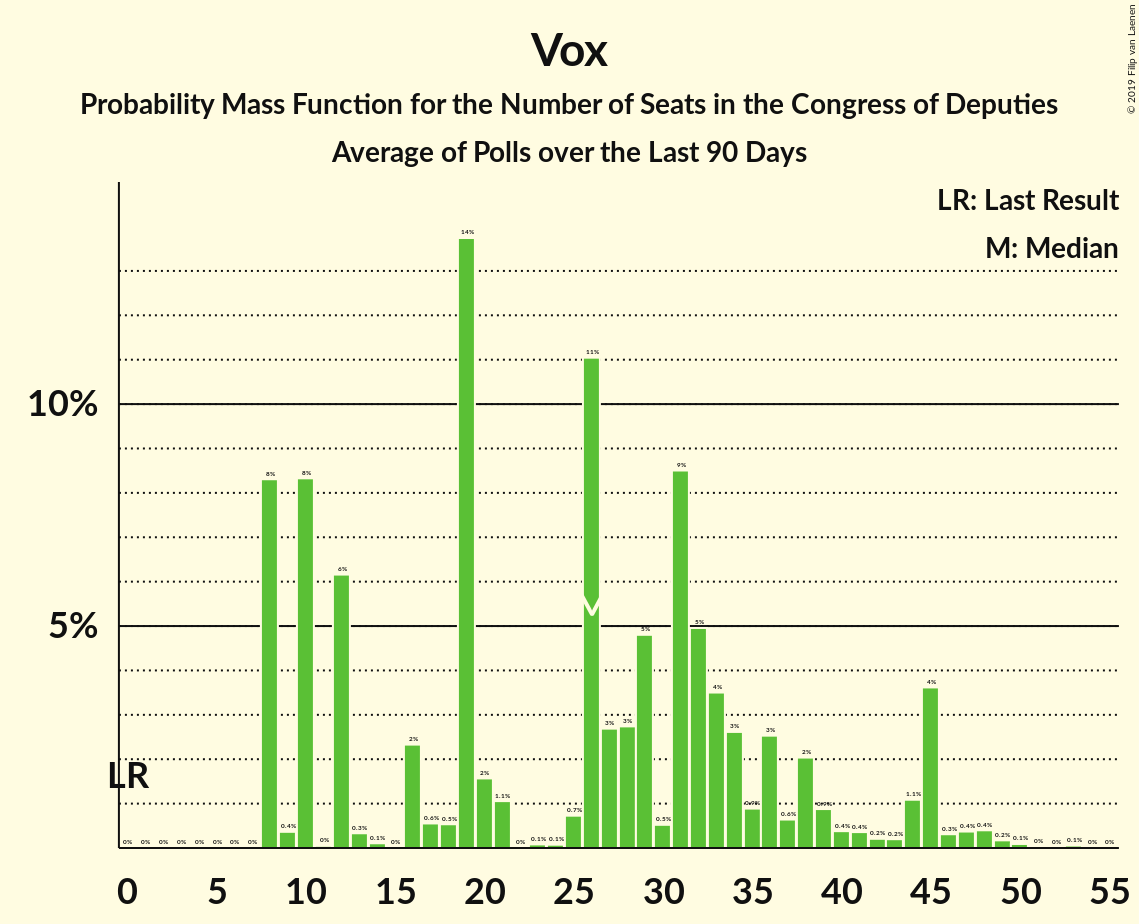 Vox
Probability Mass Function for the Number of Seats in the Congress of Deputies
Average of Polls over the Last 90 Days
© 2019 Filip van Laenen
LR: Last Result
M: Median
14%
11%
10%
9%
8% 8%
6%
5%
5% 5%
M
4% 4%
3% 3% 3% 3%
2% 2% 2%
LR
1.1% 1.1%
0.9% 0.9%
0.7% 0.6% 0.5% 0.5% 0.6%
0.4% 0.3% 0.4% 0.4% 0.3% 0.4% 0.4%
0.2% 0.2% 0.2%
0% 0% 0% 0% 0% 0% 0% 0% 0% 0.1% 0% 0% 0.1% 0.1% 0.1% 0% 0% 0.1% 0% 0%
0 5 10 15 20 25 30 35 40 45 50 55